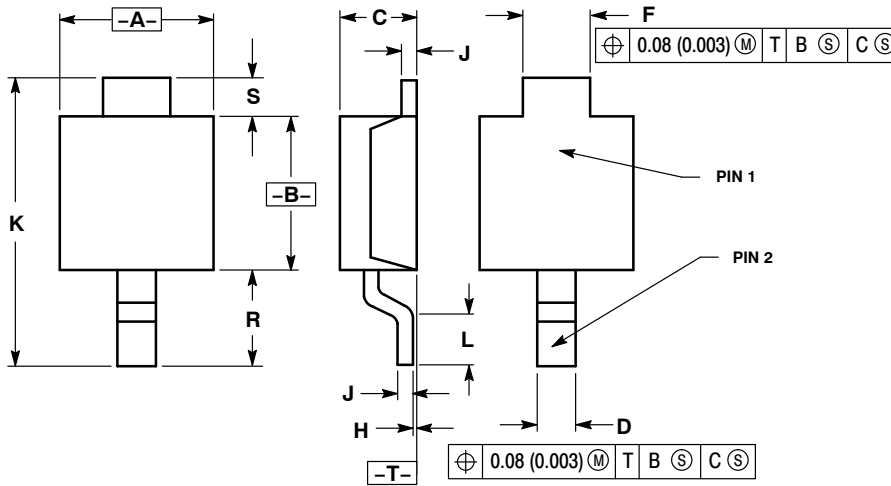 –A–
C
F
⌖ 0.08 (0.003) Ⓜ T B Ⓢ C Ⓢ
J
S
K
–B–
PIN 1
PIN 2
R
L
J
H
D
⌖ 0.08 (0.003) Ⓜ T B Ⓢ C Ⓢ
–T–